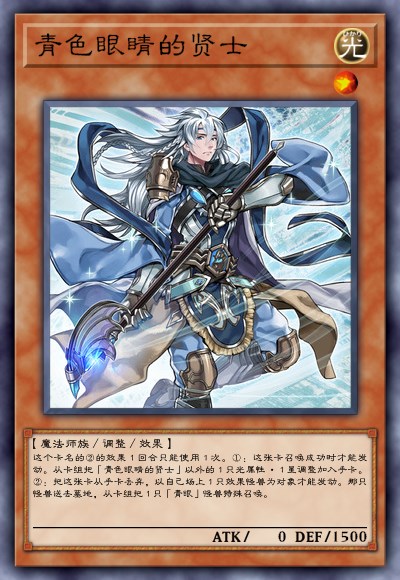 青色眼睛的贤士
光
【魔法师族／调整／效果】
这个卡名的②的效果１回合只能使用１次。①：这张卡召唤成功时才能发
动。从卡组把「青色眼睛的贤士」以外的１只光属性・１星调整加入手卡。
②：把这张卡从手卡丢弃，以自己场上１只效果怪兽为对象才能发动。那只
怪兽送去墓地，从卡组把１只「青眼」怪兽特殊召唤。
ATK/ 0 DEF/1500